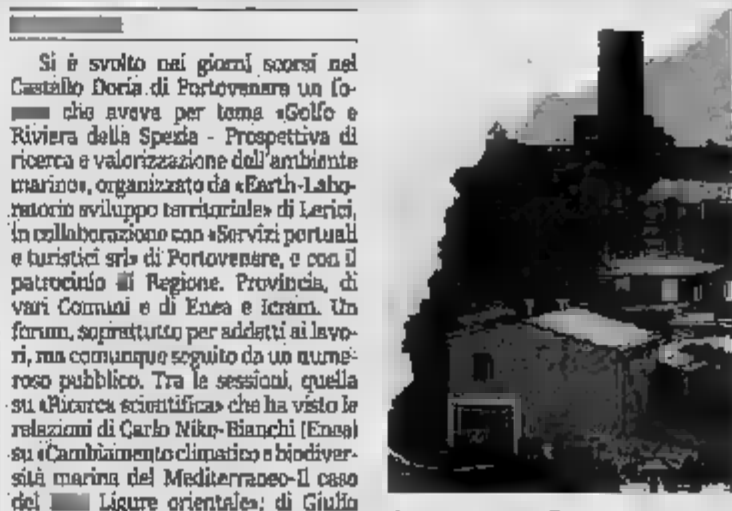 Si è svolto nei giorni scorsi nel
Castello Doria di Portovenere un fo-
che aveva per tema «Golfo e
Riviera della Spezia - Prospettiva di
ricerca e valorizzazione dell'ambiente
marino», organizzato da «Earth-Labo-
ratorio sviluppo territoriale» di Lerici,
in collaborazione con «Servizi portuali
e turistici srl» di Portovenere, e con il
patrocinio di Regione, Provincia, di
vari Comuni e di Enea e Icram. Un
forum, soprattutto per addetti ai lavo-
ri, ma comunque seguito da un nume-
roso pubblico. Tra le sessioni, quella
su «Ricerca scientifica» che ha visto le
relazioni di Carlo Nike-Bianchi (Enea)
su «Cambiamento climatico e biodiver-
sità marina del Mediterraneo-Il caso
del Ligure orientale»; di Giulio